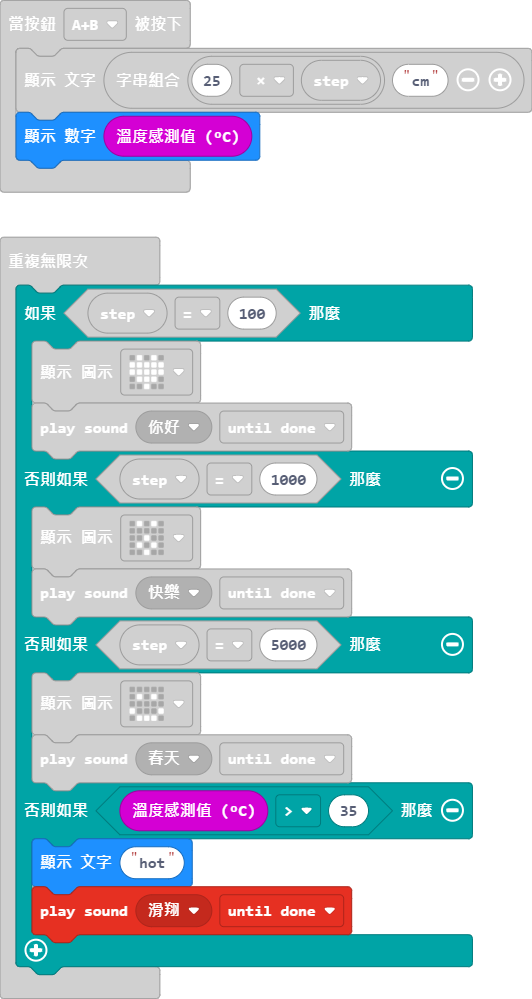 當按鈕 A+B 被按下
顯示 文字 字串組合 25 × step "cm"
顯示 數字 溫度感測值 (°C)
重複無限次
如果 step = 100 那麼
顯示 圖示
play sound 你好 until done
否則如果 step = 1000 那麼
顯示 圖示
play sound 快樂 until done
否則如果 step = 5000 那麼
顯示 圖示
play sound 春天 until done
否則如果 溫度感測值 (°C) > 35 那麼
顯示 文字 "hot"
play sound 滑翔 until done